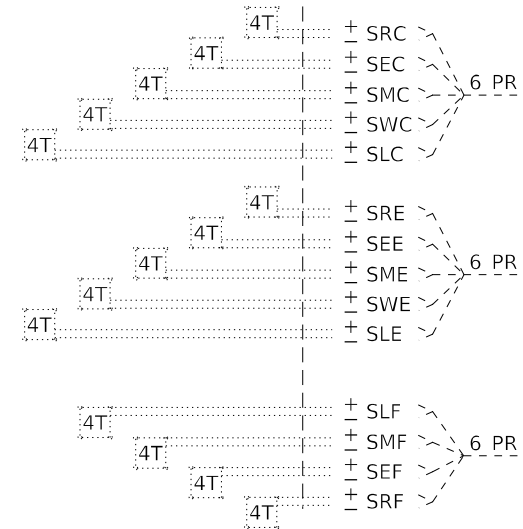 4T
± SRC
4T
± SEC
4T
± SMC
6 PR
4T
± SWC
4T
± SLC
4T
± SRE
4T
± SEE
4T
± SME
6 PR
4T
± SWE
4T
± SLE
± SLF
4T
± SMF
4T
6 PR
± SEF
4T
± SRF
4T